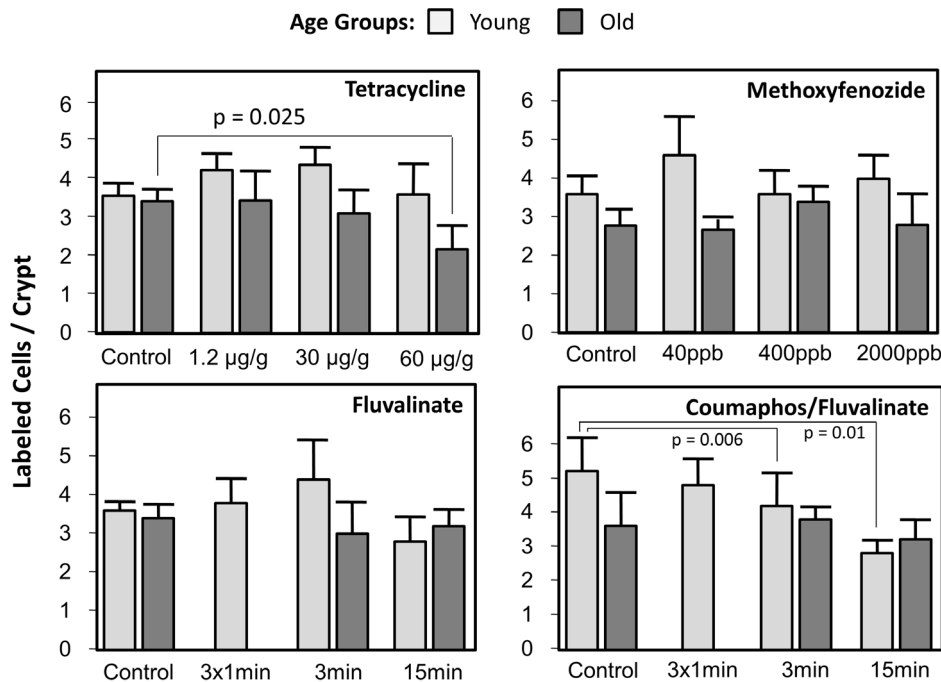 Age Groups: Young Old
Labeled Cells / Crypt
Tetracycline
p = 0.025
6
5
4
3
2
1
0
Control 1.2 µg/g 30 µg/g 60 µg/g
Methoxyfenozide
6
5
4
3
2
1
0
Control 40ppb 400ppb 2000ppb
Fluvalinate
6
5
4
3
2
1
0
Control 3x1min 3min 15min
Coumaphos/Fluvalinate
p = 0.006 p = 0.01
6
5
4
3
2
1
0
Control 3x1min 3min 15min